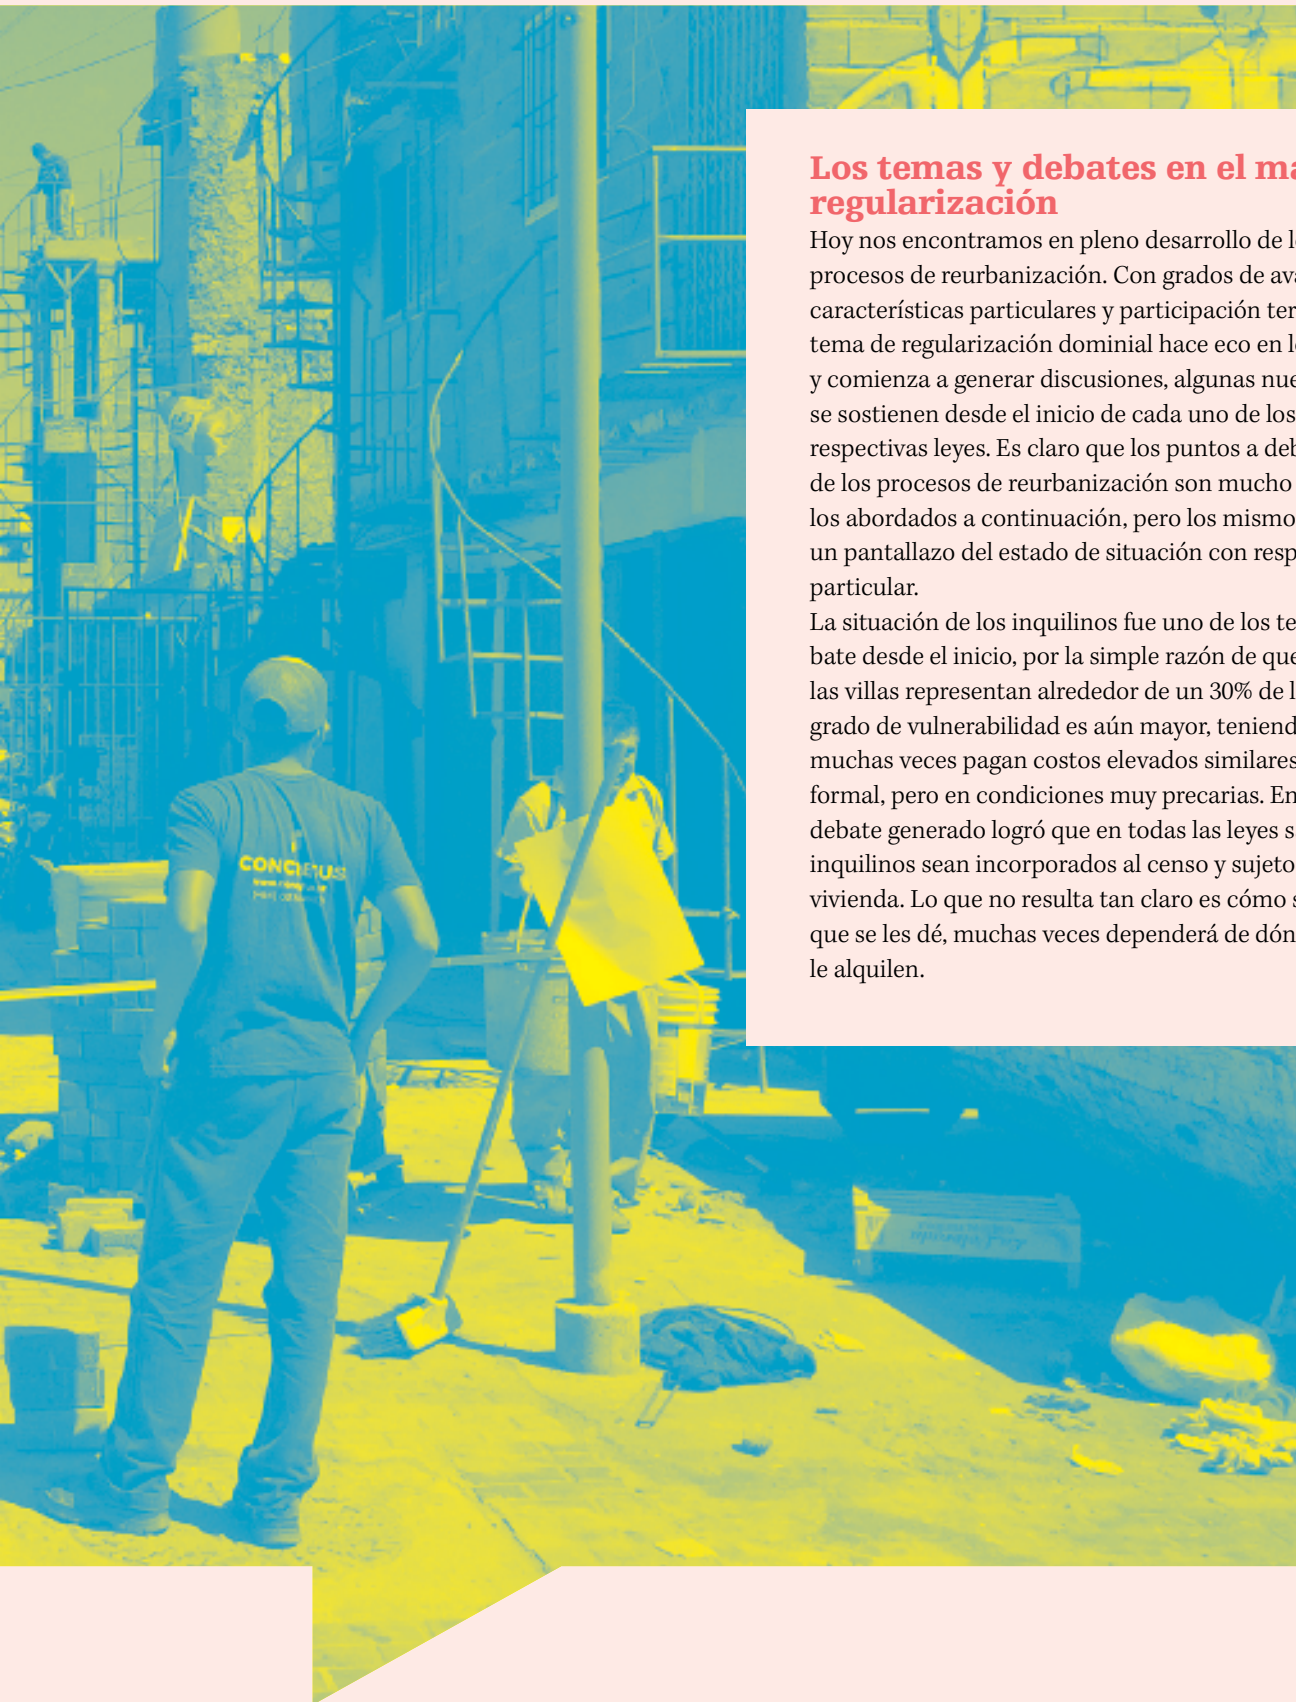 Los temas y debates en el ma
regularización
Hoy nos encontramos en pleno desarrollo de l
procesos de reurbanización. Con grados de ava
características particulares y participación ter
tema de regularización dominial hace eco en l
y comienza a generar discusiones, algunas nue
se sostienen desde el inicio de cada uno de los
respectivas leyes. Es claro que los puntos a deb
de los procesos de reurbanización son mucho
los abordados a continuación, pero los mismo
un pantallazo del estado de situación con resp
particular.
La situación de los inquilinos fue uno de los te
bate desde el inicio, por la simple razón de que
las villas representan alrededor de un 30% de l
grado de vulnerabilidad es aún mayor, teniend
muchas veces pagan costos elevados similares
formal, pero en condiciones muy precarias. En
debate generado logró que en todas las leyes s
inquilinos sean incorporados al censo y sujeto
vivienda. Lo que no resulta tan claro es cómo s
que se les dé, muchas veces dependerá de dón
le alquilen.